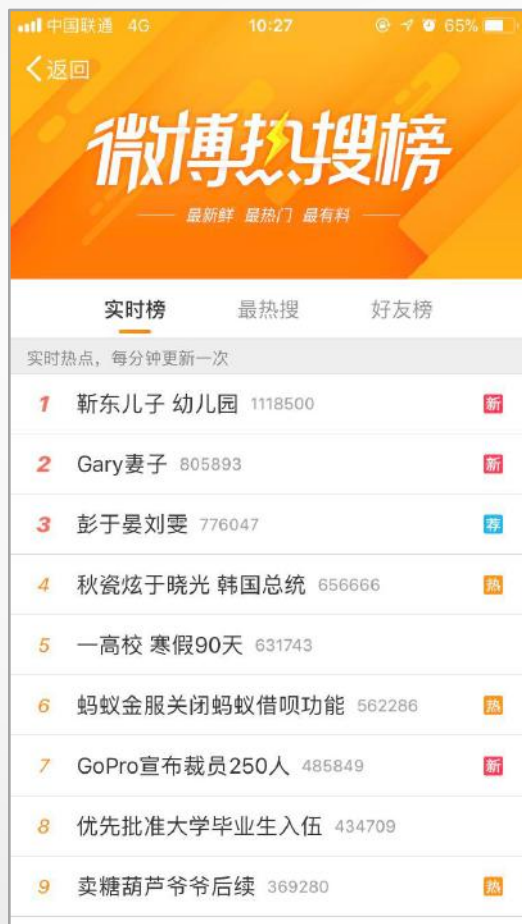 中国联通 4G 10:27 65%
返回
微博热搜榜
最新鲜 最热门 最有料
实时榜 最热搜 好友榜
实时热点，每分钟更新一次
1 靳东儿子 幼儿园 1118500 新
2 Gary妻子 805893 新
3 彭于晏刘雯 776047 荐
4 秋瓷炫于晓光 韩国总统 656666 热
5 一高校 寒假90天 631743
6 蚂蚁金服关闭蚂蚁借呗功能 562286 热
7 GoPro宣布裁员250人 485849 新
8 优先批准大学毕业生入伍 434709
9 卖糖葫芦爷爷后续 369280 热